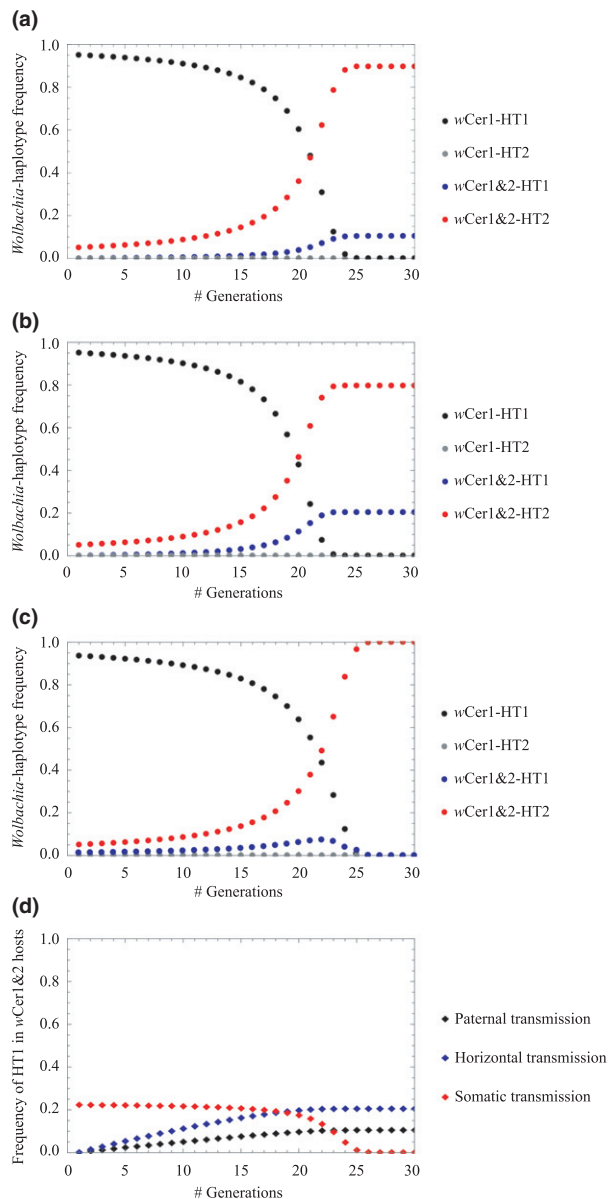 (a)
Wolbachia-haplotype frequency
1.0
0.8
0.6
0.4
0.2
0.0
0 5 10 15 20 25 30
# Generations
wCer1-HT1
wCer1-HT2
wCer1&2-HT1
wCer1&2-HT2
(b)
Wolbachia-haplotype frequency
1.0
0.8
0.6
0.4
0.2
0.0
0 5 10 15 20 25 30
# Generations
wCer1-HT1
wCer1-HT2
wCer1&2-HT1
wCer1&2-HT2
(c)
Wolbachia-haplotype frequency
1.0
0.8
0.6
0.4
0.2
0.0
0 5 10 15 20 25 30
# Generations
wCer1-HT1
wCer1-HT2
wCer1&2-HT1
wCer1&2-HT2
(d)
Frequency of HT1 in wCer1&2 hosts
1.0
0.8
0.6
0.4
0.2
0.0
0 5 10 15 20 25 30
# Generations
Paternal transmission
Horizontal transmission
Somatic transmission